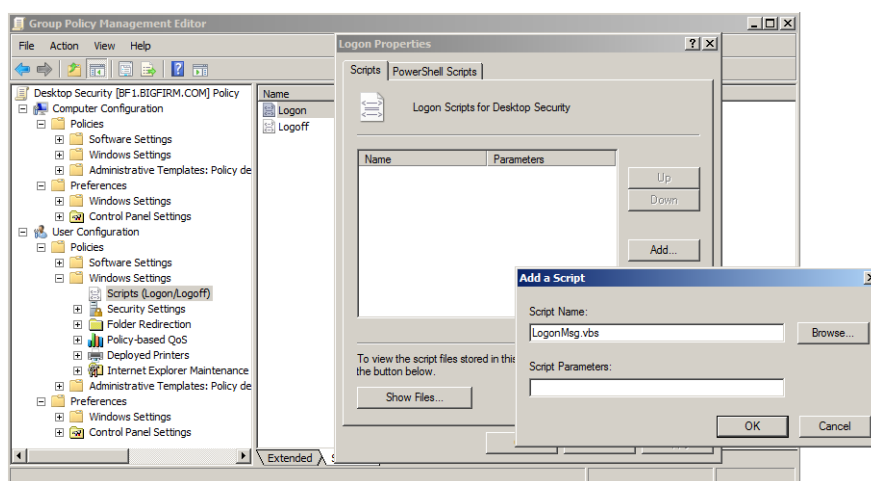 Group Policy Management Editor
File Action View Help
Desktop Security [BF1.BIGFIRM.COM] Policy
Computer Configuration
Policies
Software Settings
Windows Settings
Administrative Templates: Policy de
Preferences
Windows Settings
Control Panel Settings
User Configuration
Policies
Software Settings
Windows Settings
Scripts (Logon/Logoff)
Security Settings
Folder Redirection
Policy-based QoS
Deployed Printers
Internet Explorer Maintenance
Administrative Templates: Policy de
Preferences
Windows Settings
Control Panel Settings
Name
Logon
Logoff
Extended
Logon Properties
Scripts PowerShell Scripts
Logon Scripts for Desktop Security
Name Parameters
Up
Down
Add...
To view the script files stored in this
the button below.
Show Files...
Add a Script
Script Name:
LogonMsg.vbs
Browse...
Script Parameters:
OK Cancel